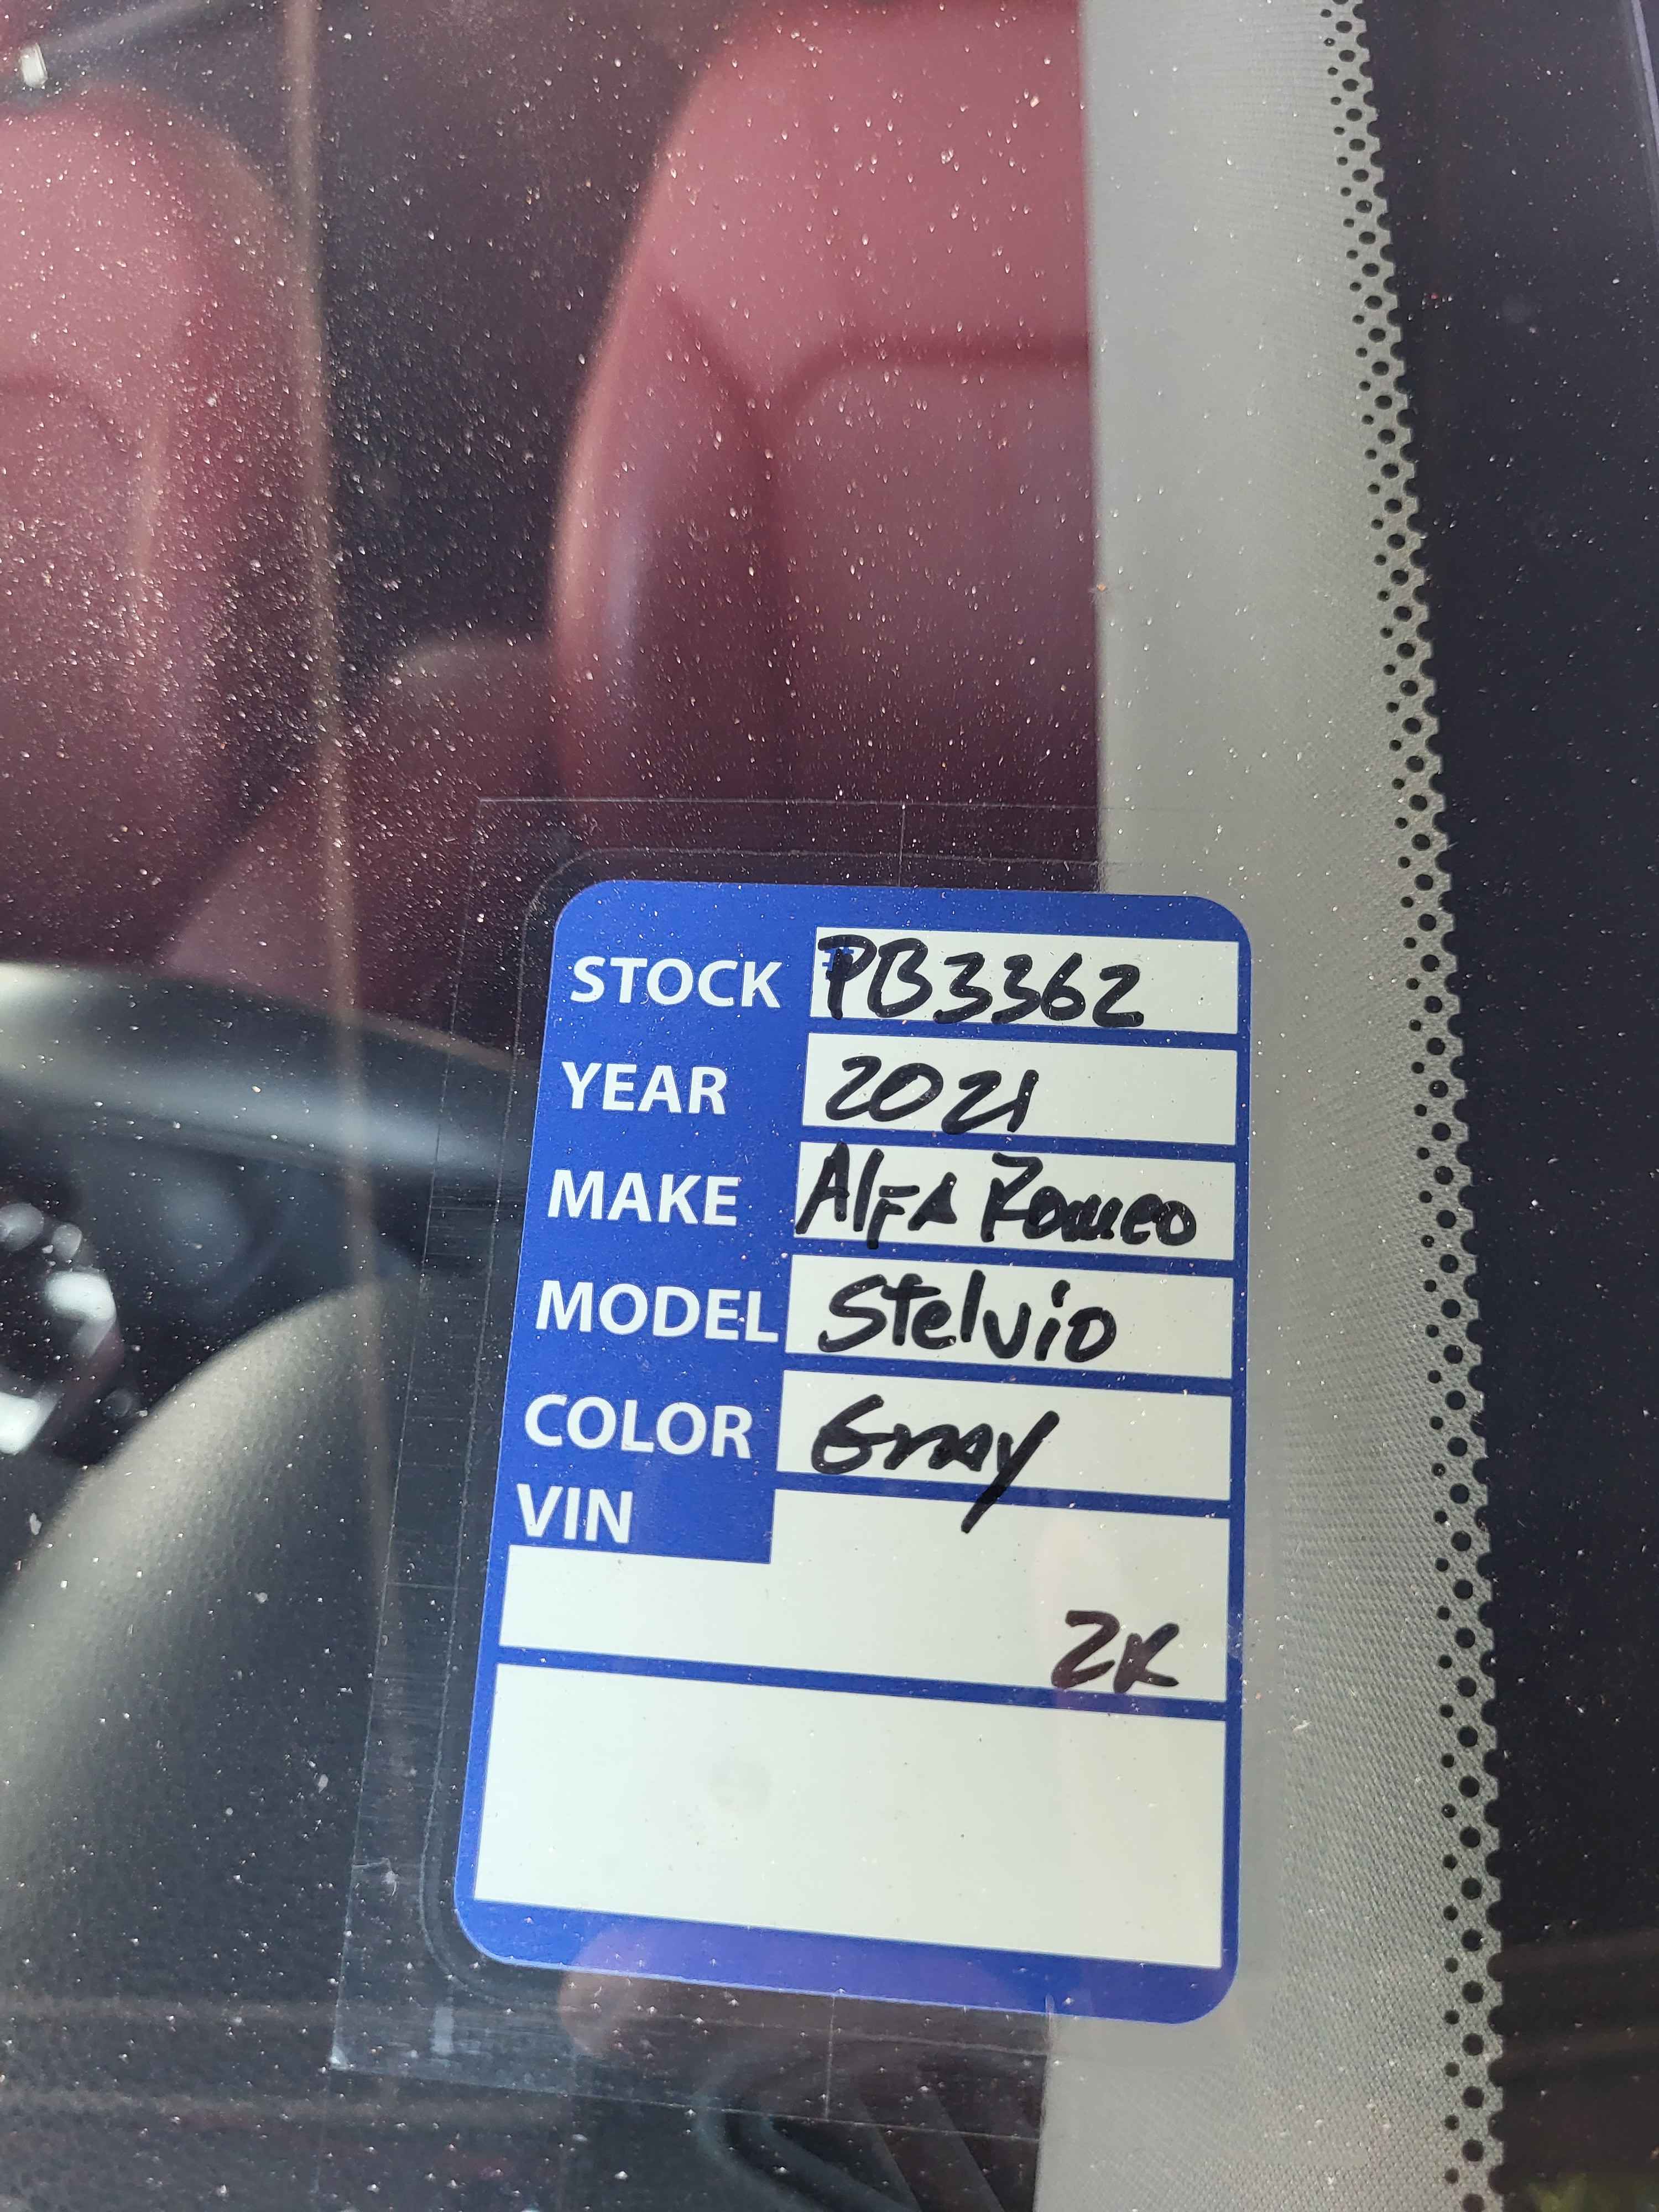 STOCK PB3362
YEAR 2021
MAKE Alfa Romeo
MODEL Stelvio
COLOR Gray
VIN
2K